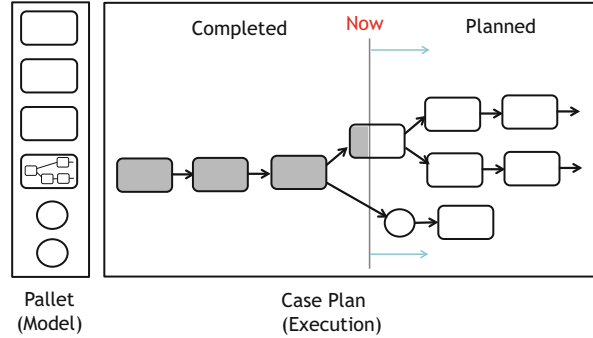 Completed
Now
Planned
Pallet
(Model)
Case Plan
(Execution)